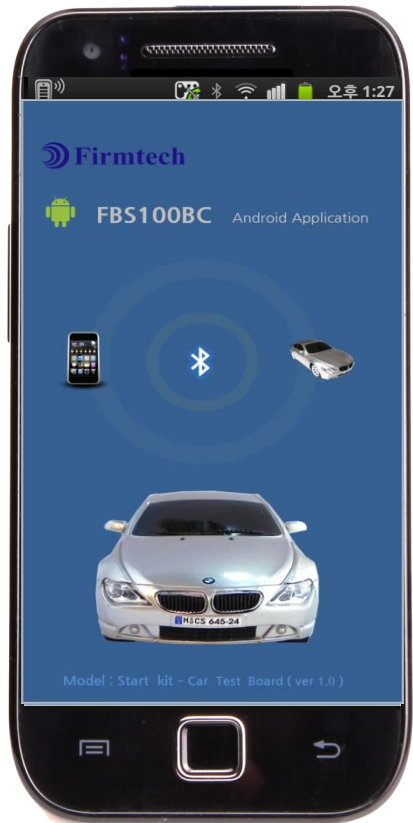 오후 1:27
Firmtech
FBS100BC Android Application
M:CS 645-24
Model : Start kit - Car Test Board ( ver 1.0 )